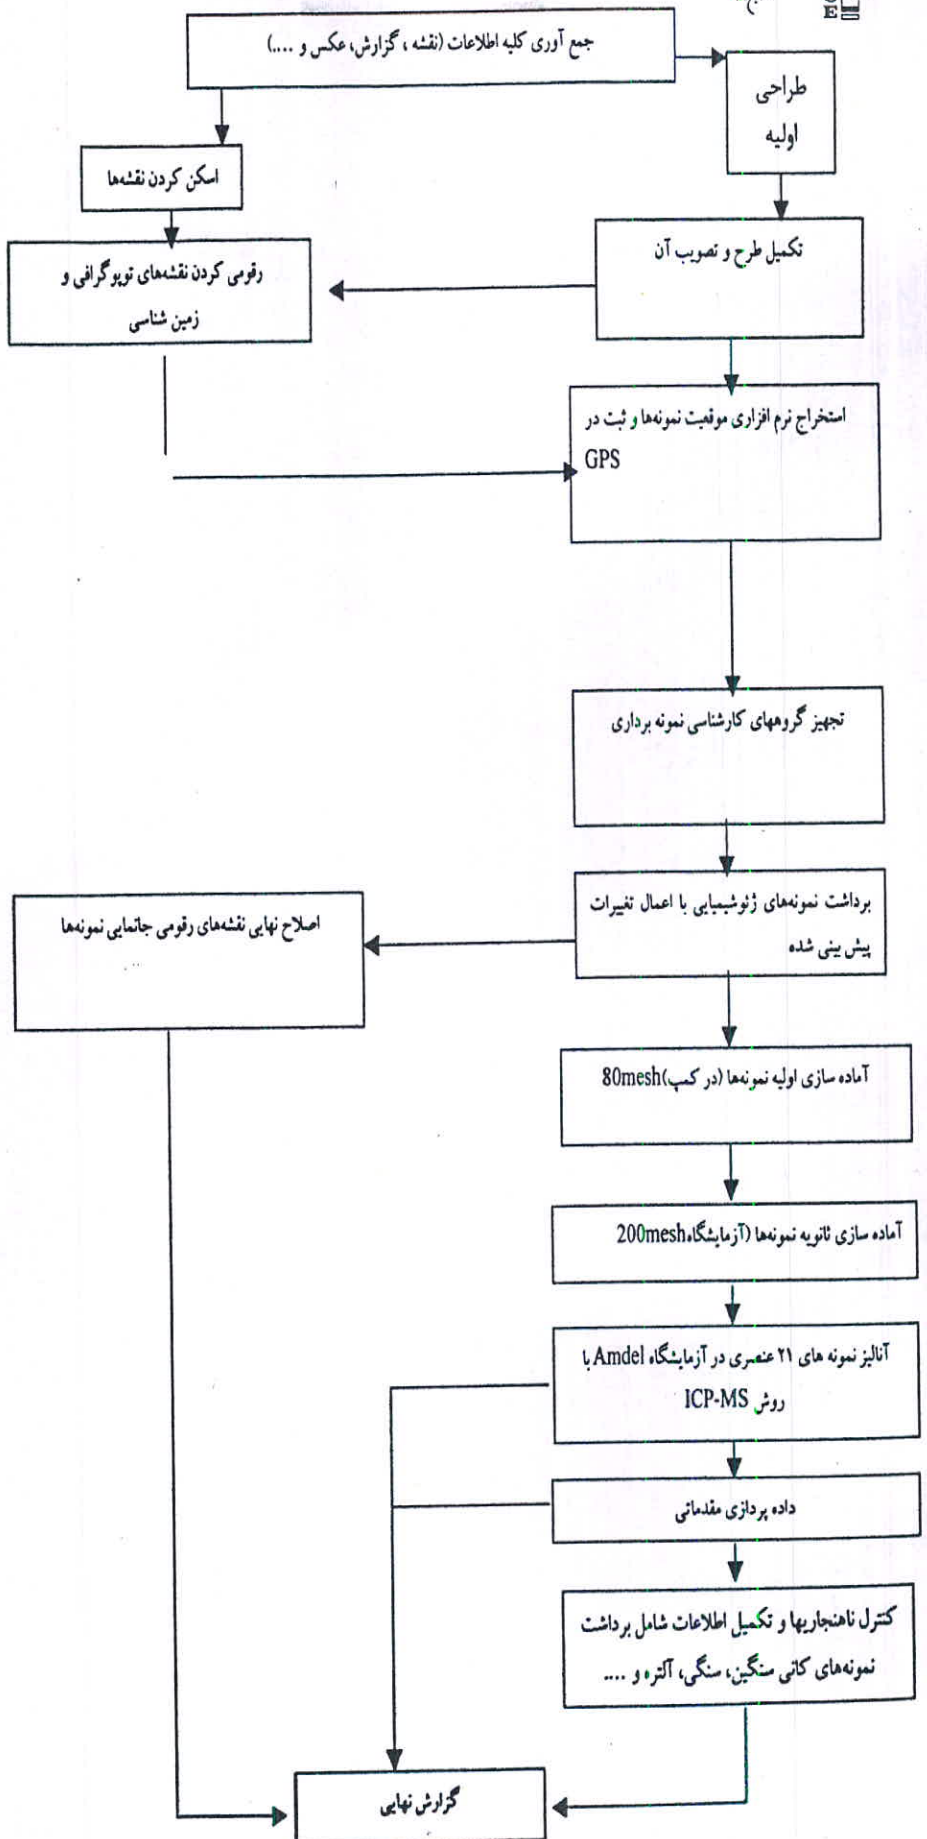 جمع آوری کلیه اطلاعات (نقشه ، گزارش، عکس و ....)
طراحی
اولیه
اسکن کردن نقشه‌ها
تکمیل طرح و تصویب آن
رقومی کردن نقشه‌های توپوگرافی و
زمین شناسی
استخراج نرم افزاری موقعیت نمونه‌ها و ثبت در
GPS
تجهیز گروههای کارشناسی نمونه برداری
برداشت نمونه‌های ژئوشیمیایی با اعمال تغییرات
پیش بینی شده
اصلاح نهایی نقشه‌های رقومی جانمایی نمونه‌ها
آماده سازی اولیه نمونه‌ها (در کمپ)80mesh
آماده سازی ثانویه نمونه‌ها (آزمایشگاه200mesh
آنالیز نمونه های ۲۱ عنصری در آزمایشگاه Amdel با
روش ICP-MS
داده پردازی مقدماتی
کنترل ناهنجاریها و تکمیل اطلاعات شامل برداشت
نمونه‌های کانی سنگین، سنگی، آلتره و ....
گزارش نهایی